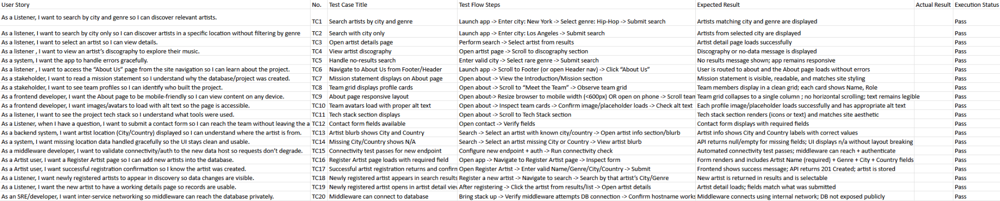 User Story No. Test Case Title Test Flow Steps Expected Result Actual Result Execution Status
As a Listener, I want to search by city and genre so I can discover relevant artists. TC1 Search artists by city and genre Launch app -> Enter city: New York -> Select genre: Hip-Hop -> Submit search Artists matching city and genre are displayed Pass
As a listener, I want to search by city only so I can discover artists in a specific location without filtering by genre TC2 Search with city only Launch app -> Enter city: Los Angeles -> Submit search Artists from selected city are displayed Pass
As a listener, I want to select an artist so I can view details. TC3 Open artist details page Perform search -> Select artist from results Artist detail page loads successfully Pass
As a listener , I want to view an artist’s discography to explore their music. TC4 View artist discography Open artist page -> Scroll to discography section Discography or no-data message is displayed Pass
As a system, I want the app to handle errors gracefully. TC5 Handle no-results search Enter valid city -> Select rare genre -> Submit search No results message shown; app remains responsive Pass
As a listener , I want to access the “About Us” page from the site navigation so I can learn about the project. TC6 Navigate to About Us from Footer/Header Launch app -> Scroll to Footer (or open Header nav) -> Click “About Us” User is routed to about and the About page loads without errors Pass
As a stakeholder, I want to read a mission statement so I understand why the database/project was created. TC7 Mission statement displays on About page Open about -> View the Introduction/Mission section Mission statement is visible, readable, and matches site styling Pass
As a stakeholder, I want to see team profiles so I can identify who built the project. TC8 Team grid displays profile cards Open about -> Scroll to “Meet the Team” -> Observe team grid Team members display in a clean grid; each card shows Name, Role Pass
As a frontend developer, I want the About page to be mobile-friendly so I can view content on any device. TC9 About page responsive layout Open about-> Resize browser to mobile width (<600px) OR open on phone -> Scroll team Team grid collapses to a single column ; no horizontal scrolling; text remains legible Pass
As a frontend developer, I want images/avatars to load with alt text so the page is accessible. TC10 Team avatars load with proper alt text Open about -> Inspect team cards -> Confirm image/placeholder loads -> Check alt text Each profile image/placeholder loads successfully and has appropriate alt text Pass
As a listener, I want to see the project tech stack so I understand what tools were used. TC11 Tech stack section displays Open about -> Scroll to Tech Stack section Tech stack section renders (icons or text) and matches site aesthetic Pass
As a Listener, when I have a question, I want to submit a contact form so I can reach the team without leaving the a TC12 Contact form fields available Open contact -> Verify fields Contact form displays with required fields Pass
As a backend system, I want artist location (City/Country) displayed so I can understand where the artist is from. TC13 Artist blurb shows City and Country Search -> Select an artist with known city/country -> Open artist info section/blurb Artist info shows City and Country labels with correct values Pass
As a system, I want missing location data handled gracefully so the UI stays clean and usable. TC14 Missing City/Country shows N/A Search -> Select an artist missing City or Country -> View artist blurb API returns null/empty for missing fields; UI displays n/a without layout breaking Pass
As a middleware developer, I want to validate connectivity/auth to the new data host so requests don’t degrade. TC15 Connectivity test passes for new endpoint Configure new endpoint + auth -> Run connectivity check Automated connectivity test passes; middleware can reach + authenticate Pass
As a Artist user, I want a Register Artist page so I can add new artists into the database. TC16 Register Artist page loads with required field Open app -> Navigate to Register Artist page -> Inspect form Form renders and includes Artist Name (required) + Genre + City + Country fields Pass
As a Artist user, I want successful registration confirmation so I know the artist was created. TC17 Successful artist registration returns and confirm Open Register Artist -> Enter valid Name/Genre/City/Country -> Submit Frontend shows success message; API returns 201 Created; artist is stored Pass
As a Listener, I want newly registered artists to appear in discovery so data changes are visible. TC18 Newly registered artist appears in search results Register a new artist -> Navigate to search -> Search by that artist’s City/Genre New artist is returned in results and is selectable Pass
As a Listener, I want the new artist to have a working details page so records are usable. TC19 Newly registered artist opens in artist detail view After registering -> Click the artist from results/list -> Open artist details Artist detail loads; fields match what was submitted Pass
As an SRE/developer, I want inter-service networking so middleware can reach the database privately. TC20 Middleware can connect to database Bring stack up -> Verify middleware attempts DB connection -> Confirm hostname works Middleware connects using internal network; DB not exposed publicly Pass